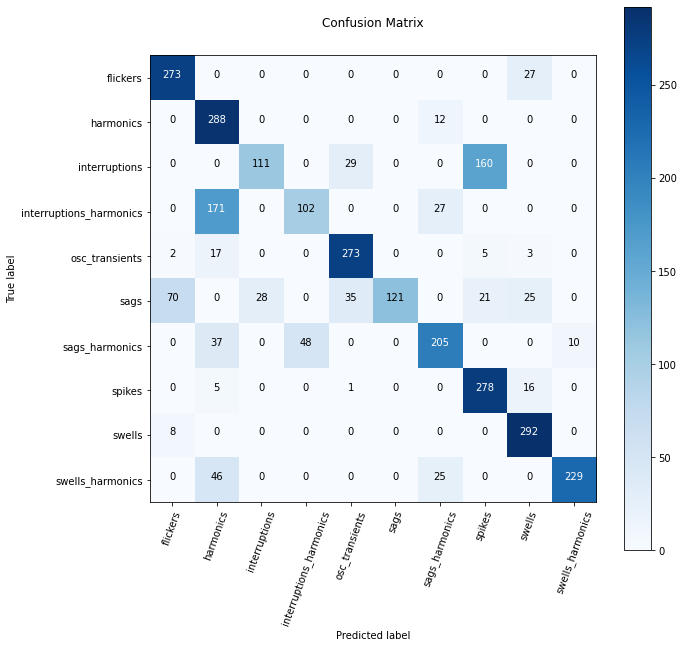 Confusion Matrix
True label
flickers 273 0 0 0 0 0 0 0 27 0
harmonics 0 288 0 0 0 0 12 0 0 0
interruptions 0 0 111 0 29 0 0 160 0 0
interruptions_harmonics 0 171 0 102 0 0 27 0 0 0
osc_transients 2 17 0 0 273 0 0 5 3 0
sags 70 0 28 0 35 121 0 21 25 0
sags_harmonics 0 37 0 48 0 0 205 0 0 10
spikes 0 5 0 0 1 0 0 278 16 0
swells 8 0 0 0 0 0 0 0 292 0
swells_harmonics 0 46 0 0 0 0 25 0 0 229
flickers
harmonics
interruptions
interruptions_harmonics
osc_transients
sags
sags_harmonics
spikes
swells
swells_harmonics
Predicted label
250
200
150
100
50
0